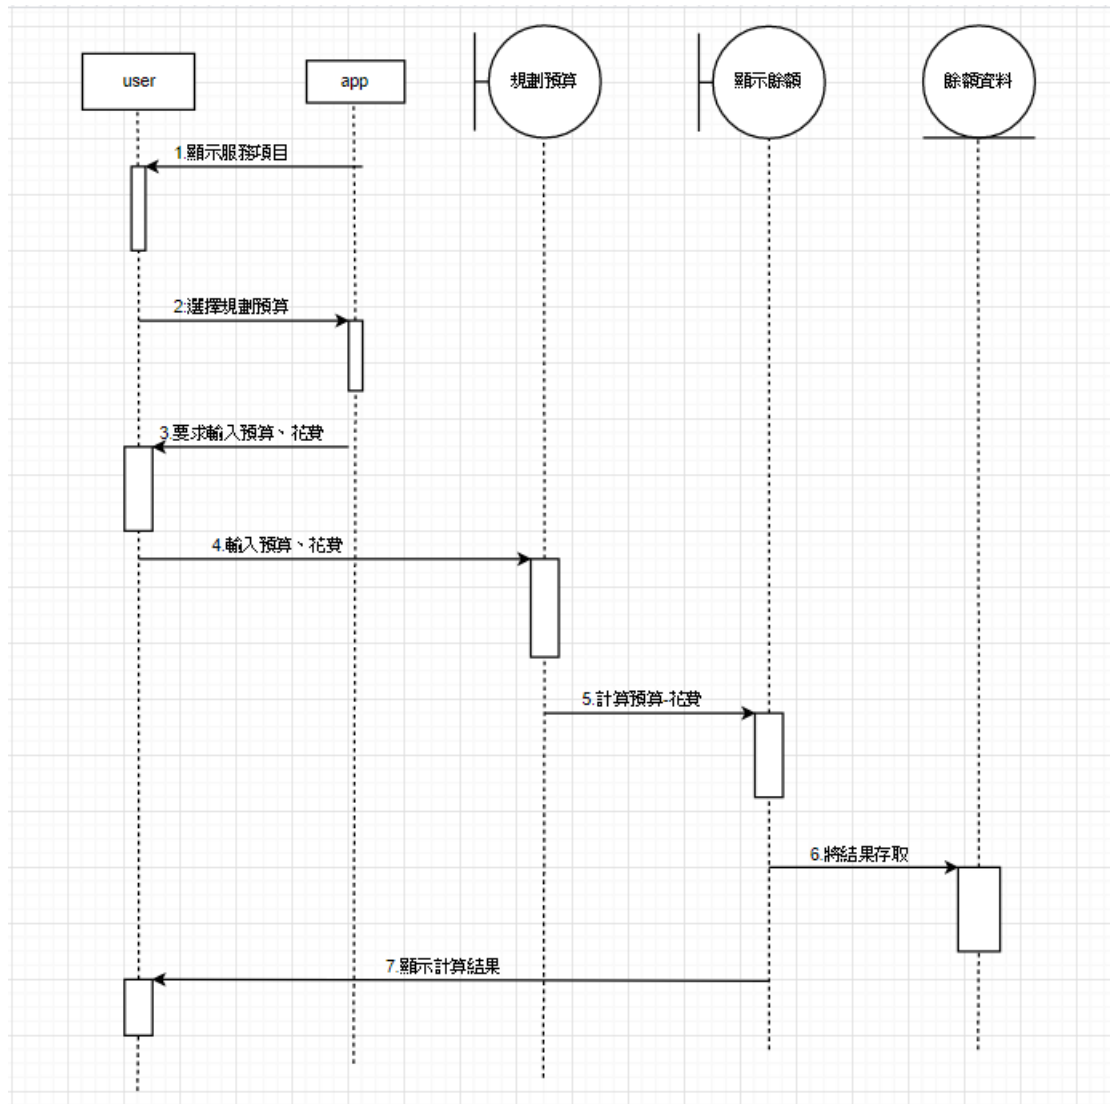 user
app
規劃預算
顯示餘額
餘額資料
1.顯示服務項目
2:選擇規劃預算
3.要求輸入預算、花費
4.輸入預算、花費
5.計算預算-花費
6.將結果存取
7.顯示計算結果